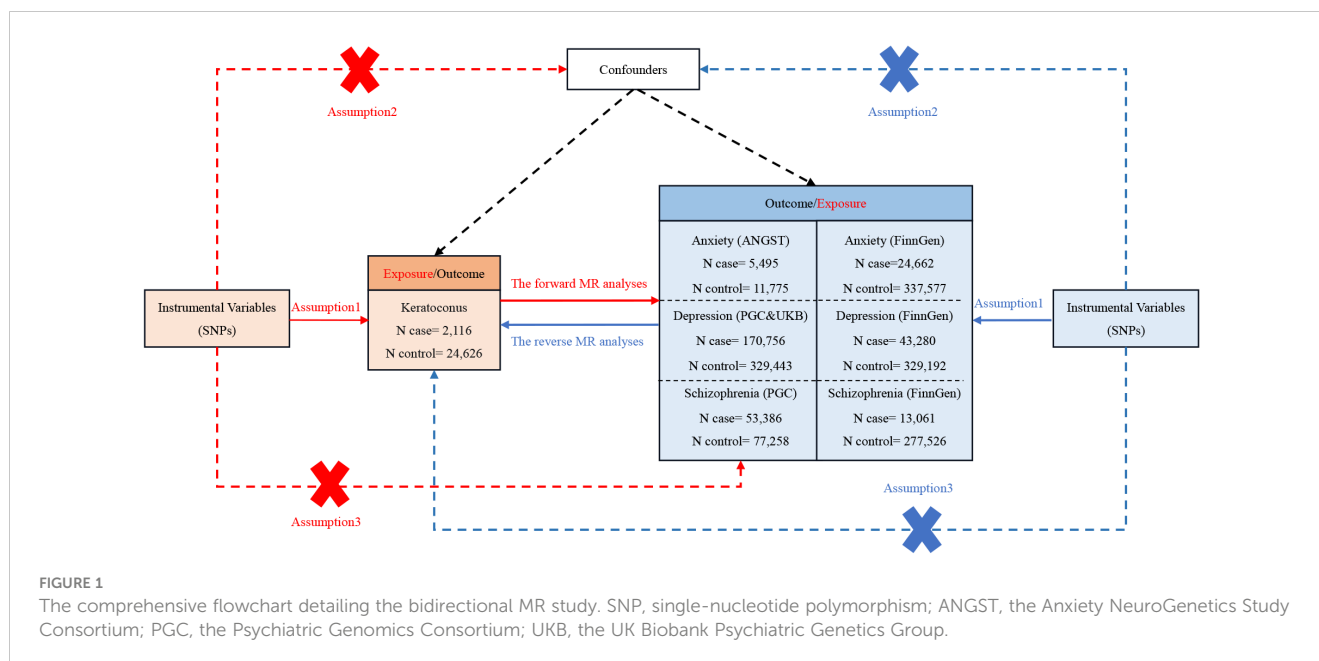 Confounders
Assumption2
Assumption2
Outcome/Exposure
Anxiety (ANGST)
N case= 5,495
N control= 11,775
Anxiety (FinnGen)
N case=24,662
N control= 337,577
Depression (PGC&UKB)
N case= 170,756
N control= 329,443
Depression (FinnGen)
N case= 43,280
N control= 329,192
Schizophrenia (PGC)
N case= 53,386
N control= 77,258
Schizophrenia (FinnGen)
N case= 13,061
N control= 277,526
Exposure/Outcome
Keratoconus
N case= 2,116
N control= 24,626
The forward MR analyses
The reverse MR analyses
Instrumental Variables
(SNPs)
Assumption1
Assumption1
Instrumental Variables
(SNPs)
Assumption3
Assumption3
FIGURE 1
The comprehensive flowchart detailing the bidirectional MR study. SNP, single-nucleotide polymorphism; ANGST, the Anxiety NeuroGenetics Study
Consortium; PGC, the Psychiatric Genomics Consortium; UKB, the UK Biobank Psychiatric Genetics Group.